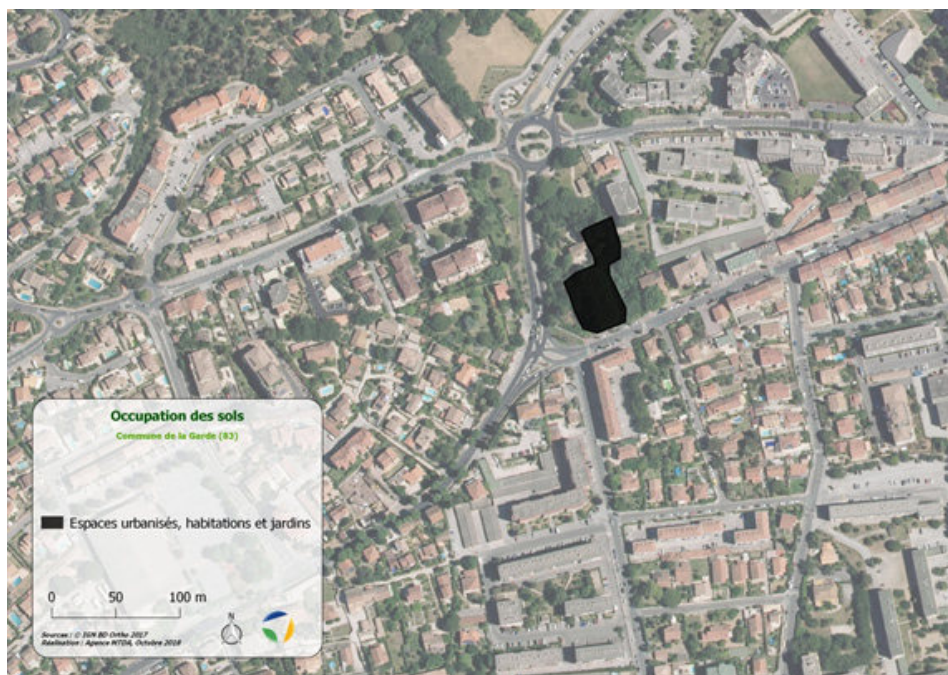 Occupation des sols
Commune de la Garde (83)
Espaces urbanisés, habitations et jardins
0 50 100 m
N
Sources : © IGN BD Ortho 2017
Réalisation : Agence MTDA, Octobre 2018